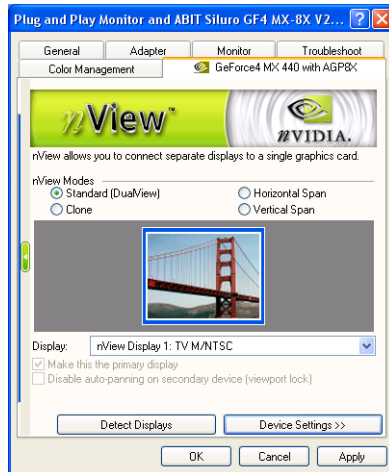 Plug and Play Monitor and ABIT Siluro GF4 MX-8X V2...
General Adapter Monitor Troubleshoot
Color Management GeForce4 MX 440 with AGP8X
nView™
nVIDIA.
nView allows you to connect separate displays to a single graphics card.
nView Modes
Standard (DualView) Horizontal Span
Clone Vertical Span
Display: nView Display 1: TV M/NTSC
Make this the primary display
Disable auto-panning on secondary device (viewport lock)
Detect Displays Device Settings >>
OK Cancel Apply